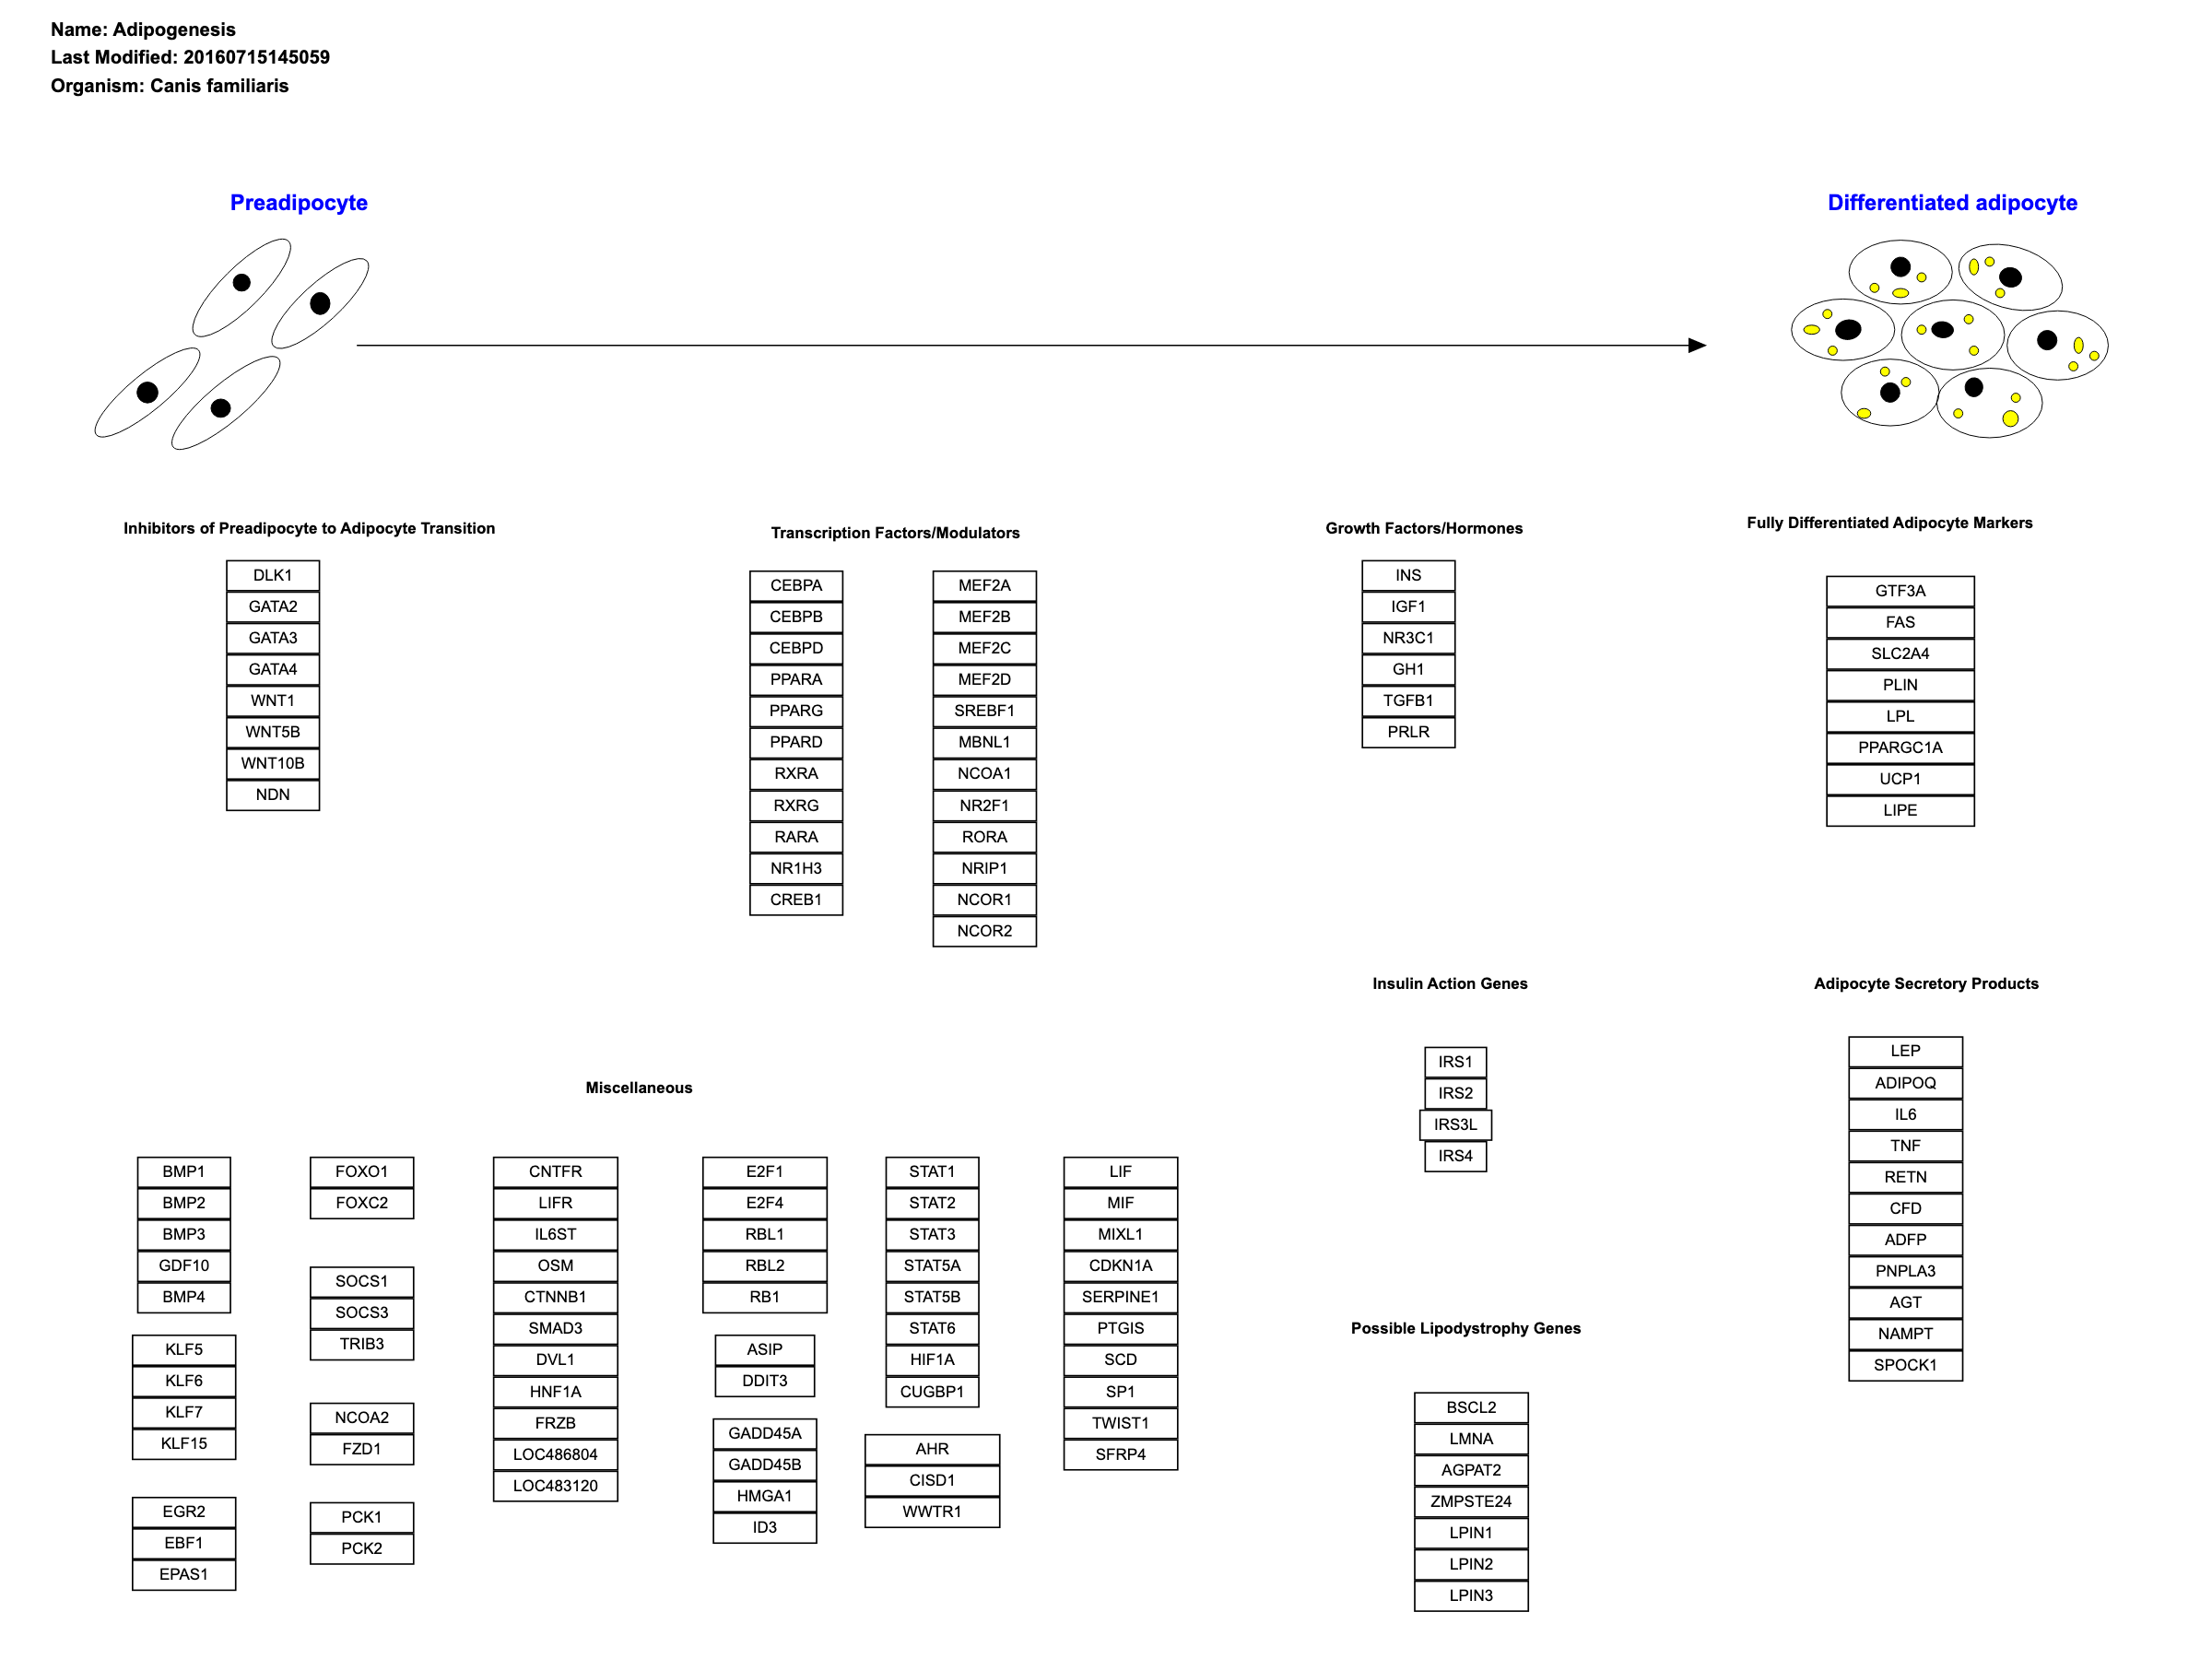 Name: Adipogenesis
Last Modified: 20160715145059
Organism: Canis familiaris
Preadipocyte
Differentiated adipocyte
Inhibitors of Preadipocyte to Adipocyte Transition
DLK1
GATA2
GATA3
GATA4
WNT1
WNT5B
WNT10B
NDN
Transcription Factors/Modulators
CEBPA
CEBPB
CEBPD
PPARA
PPARG
PPARD
RXRA
RXRG
RARA
NR1H3
CREB1
MEF2A
MEF2B
MEF2C
MEF2D
SREBF1
MBNL1
NCOA1
NR2F1
RORA
NRIP1
NCOR1
NCOR2
Growth Factors/Hormones
INS
IGF1
NR3C1
GH1
TGFB1
PRLR
Fully Differentiated Adipocyte Markers
GTF3A
FAS
SLC2A4
PLIN
LPL
PPARGC1A
UCP1
LIPE
Miscellaneous
BMP1
BMP2
BMP3
GDF10
BMP4
KLF5
KLF6
KLF7
KLF15
EGR2
EBF1
EPAS1
FOXO1
FOXC2
SOCS1
SOCS3
TRIB3
NCOA2
FZD1
PCK1
PCK2
CNTFR
LIFR
IL6ST
OSM
CTNNB1
SMAD3
DVL1
HNF1A
FRZB
LOC486804
LOC483120
E2F1
E2F4
RBL1
RBL2
RB1
ASIP
DDIT3
GADD45A
GADD45B
HMGA1
ID3
STAT1
STAT2
STAT3
STAT5A
STAT5B
STAT6
HIF1A
CUGBP1
AHR
CISD1
WWTR1
LIF
MIF
MIXL1
CDKN1A
SERPINE1
PTGIS
SCD
SP1
TWIST1
SFRP4
Insulin Action Genes
IRS1
IRS2
IRS3L
IRS4
Possible Lipodystrophy Genes
BSCL2
LMNA
AGPAT2
ZMPSTE24
LPIN1
LPIN2
LPIN3
Adipocyte Secretory Products
LEP
ADIPOQ
IL6
TNF
RETN
CFD
ADFP
PNPLA3
AGT
NAMPT
SPOCK1